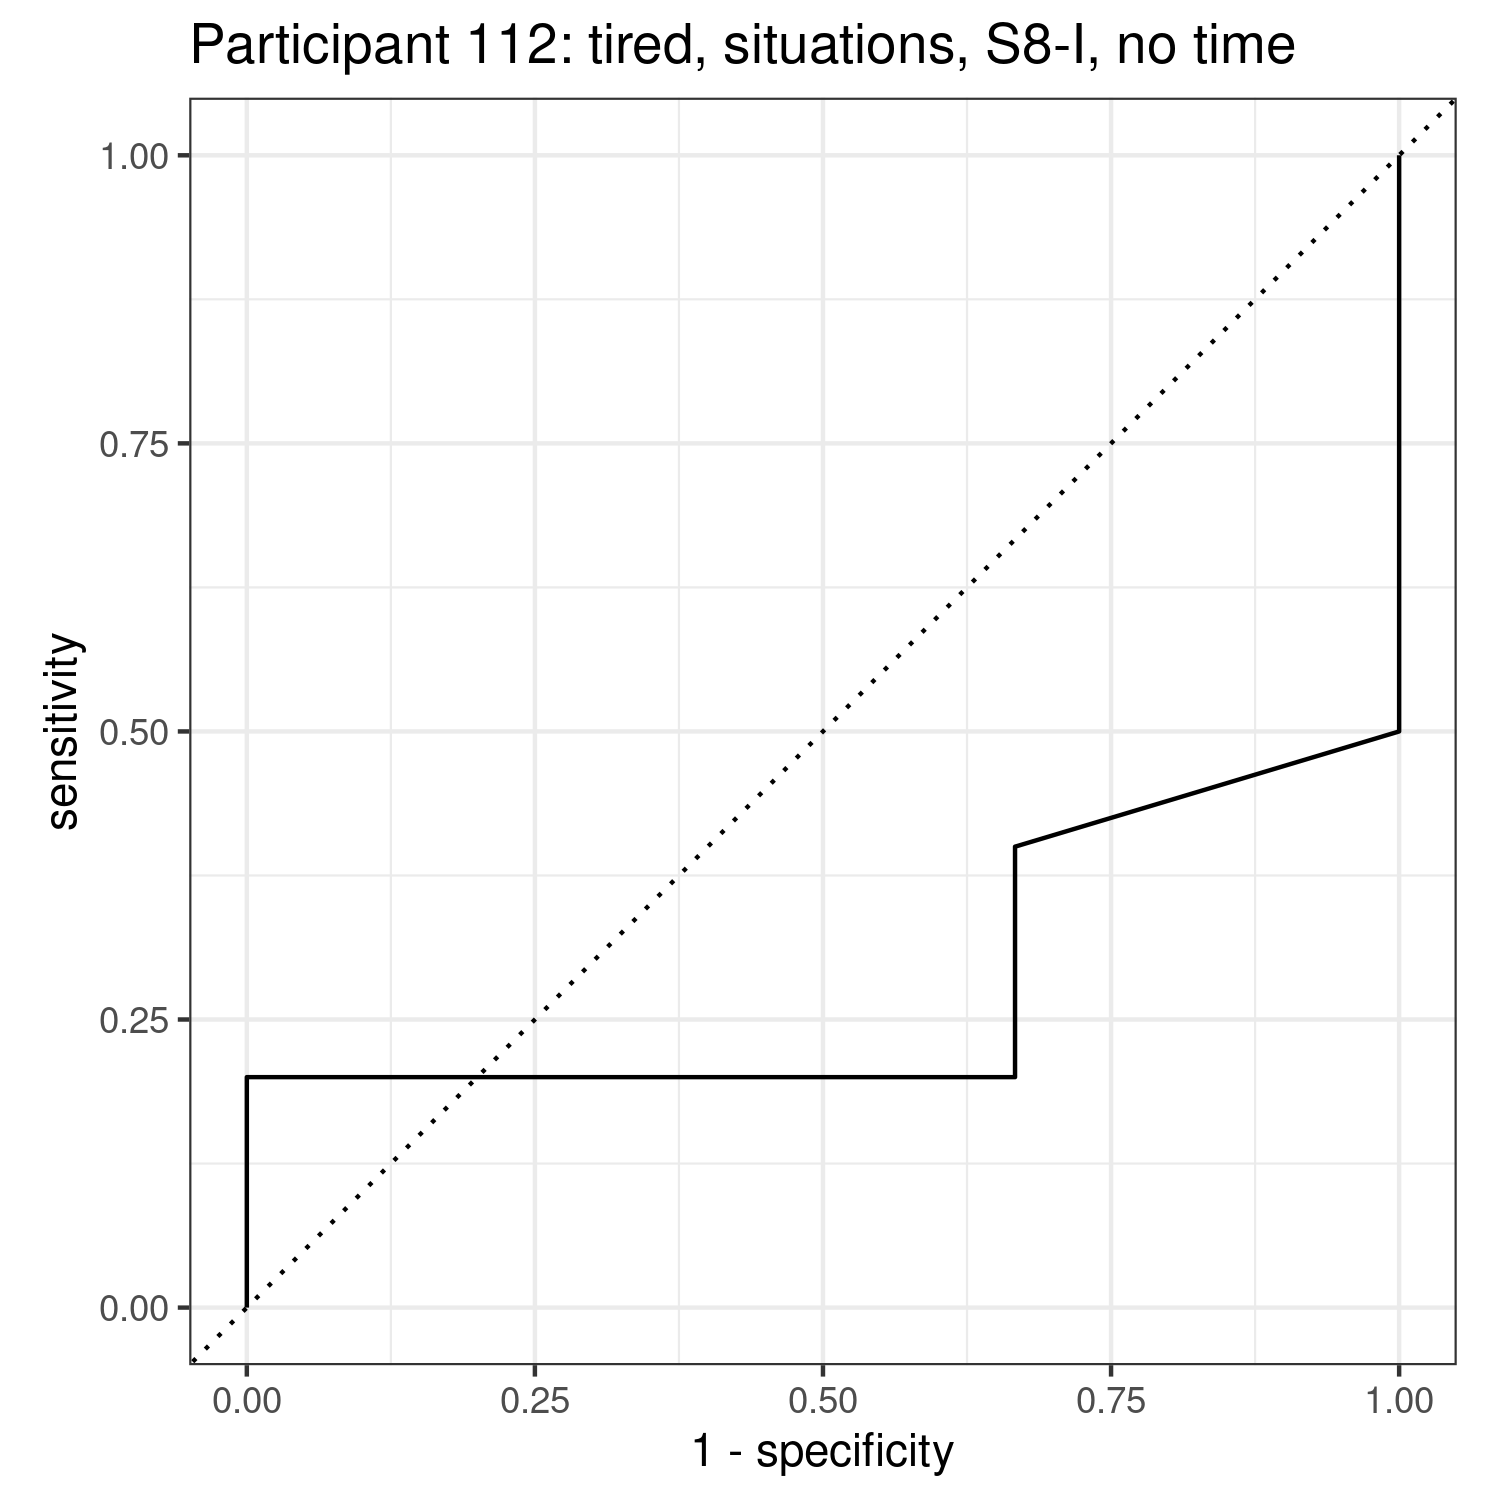 Participant 112: tired, situations, S8-I, no time
1.00
0.75
0.50
0.25
0.00
sensitivity
0.00 0.25 0.50 0.75 1.00
1 - specificity